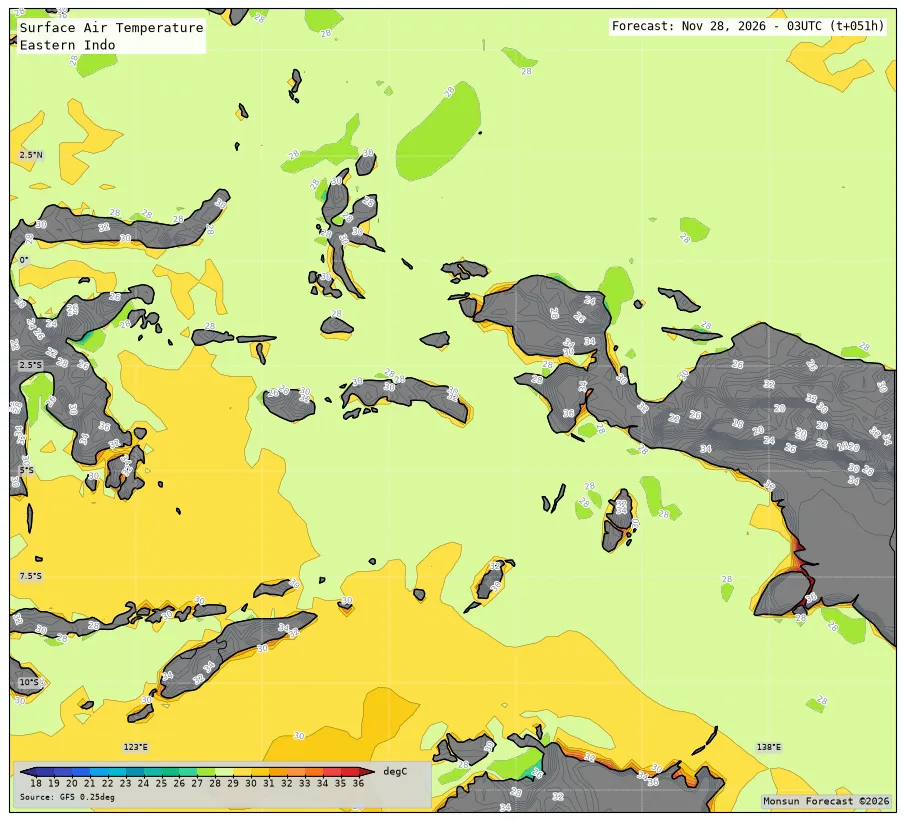 Surface Air Temperature
Eastern Indo
Forecast: Nov 28, 2026 - 03UTC (t+051h)
2.5°N
0°
2.5°S
5°S
7.5°S
10°S
123°E
138°E
degC
18 19 20 21 22 23 24 25 26 27 28 29 30 31 32 33 34 35 36
Source: GFS 0.25deg
Monsun Forecast ©2026